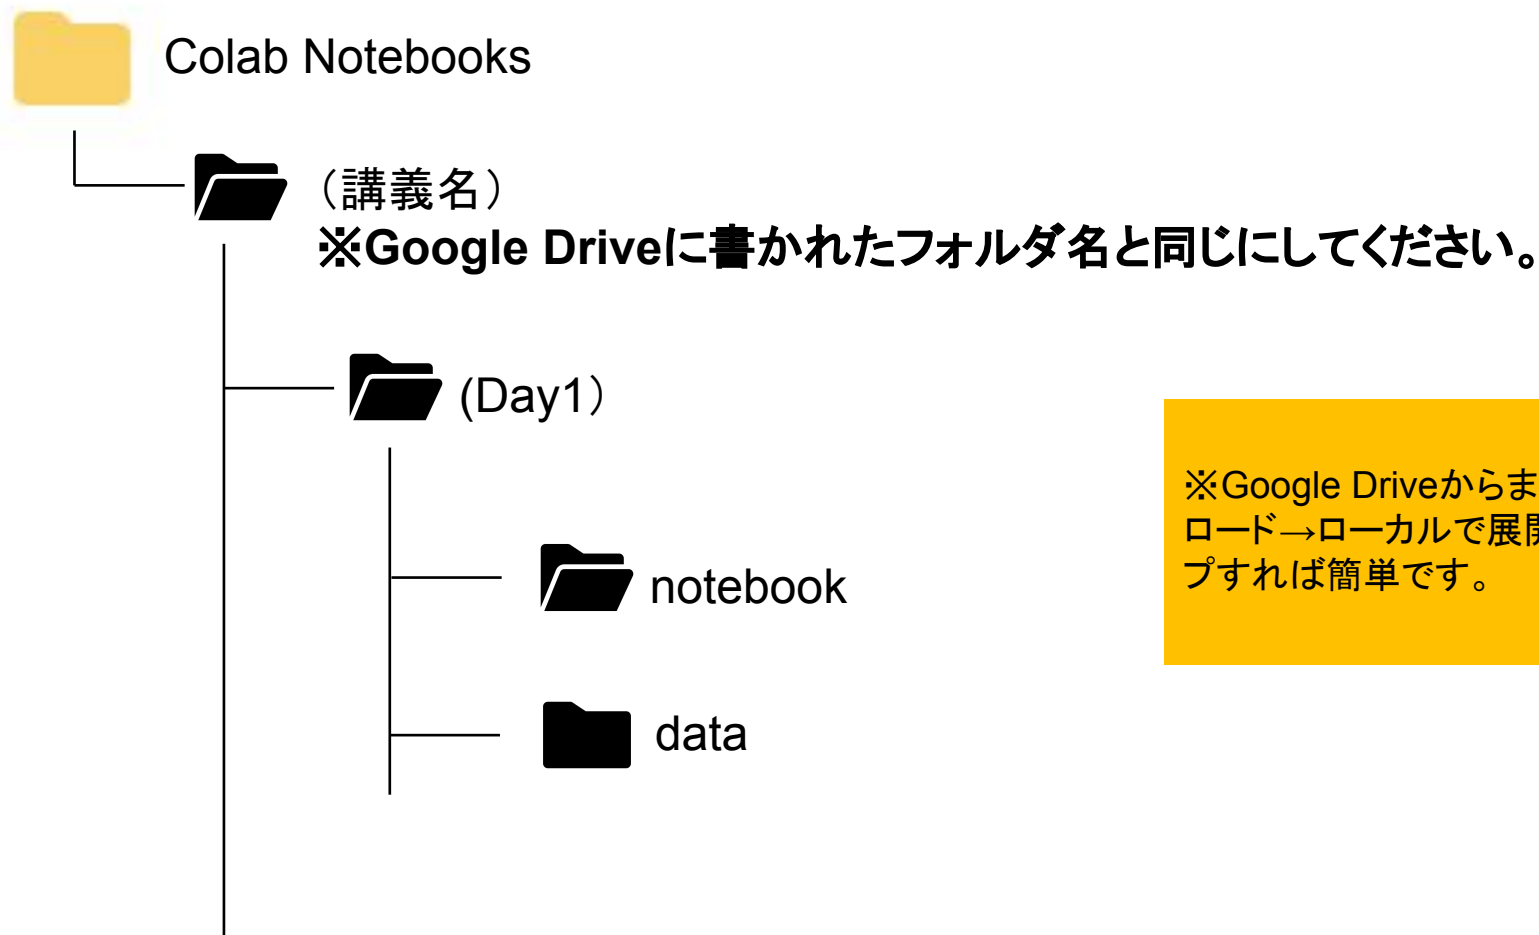 Colab Notebooks
（講義名）
※Google Driveに書かれたフォルダ名と同じにしてください。
(Day1）
※Google Driveからま
ロード→ローカルで展開
プすれば簡単です。
notebook
data